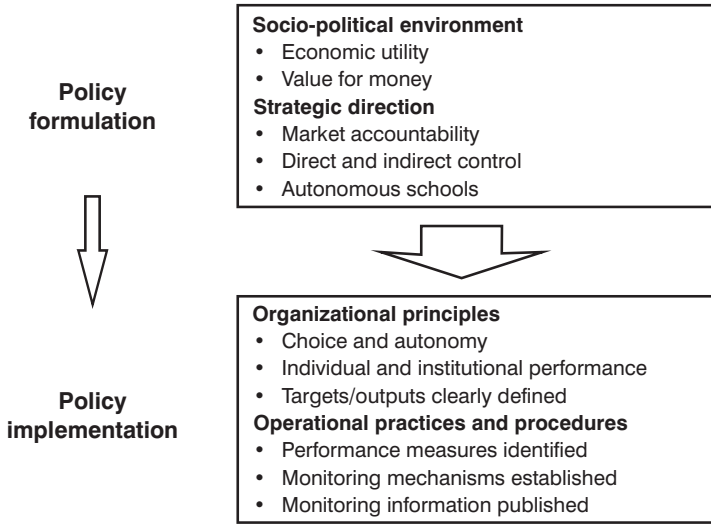 Policy
formulation
Socio-political environment
• Economic utility
• Value for money
Strategic direction
• Market accountability
• Direct and indirect control
• Autonomous schools
Policy
implementation
Organizational principles
• Choice and autonomy
• Individual and institutional performance
• Targets/outputs clearly defined
Operational practices and procedures
• Performance measures identified
• Monitoring mechanisms established
• Monitoring information published